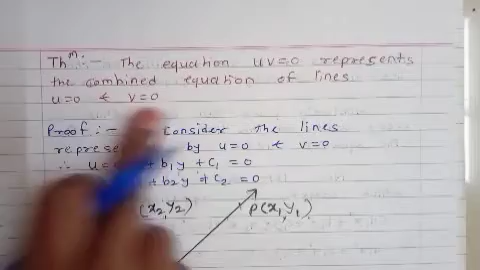 Thm :- The equation uv=0 represents
the combined equation of lines
u=0 & v=0
Proof :- Consider the lines
by u=0 & v=0
∴ + b1y + c1 = 0
+ b2y + c2 = 0
(x2,y2) P(x1,y1)